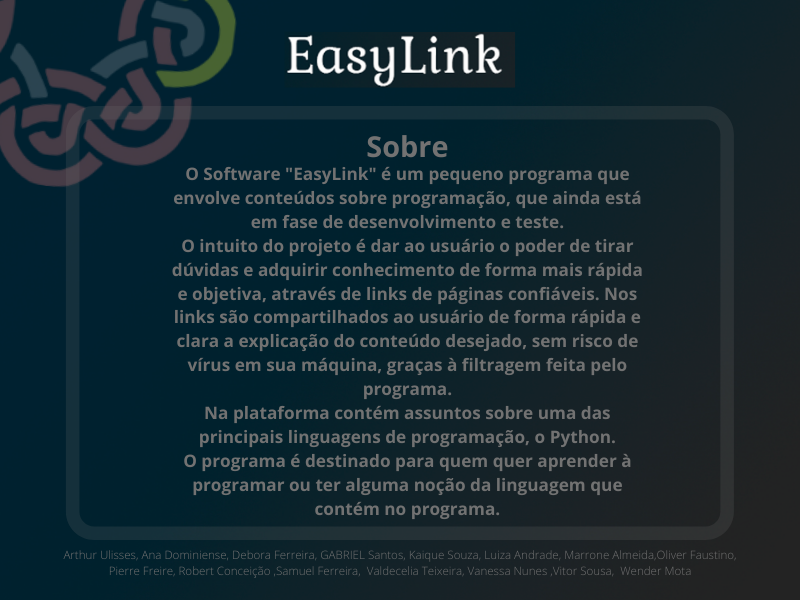 EasyLink
Sobre
O Software "EasyLink" é um pequeno programa que
envolve conteúdos sobre programação, que ainda está
em fase de desenvolvimento e teste.
O intuito do projeto é dar ao usuário o poder de tirar
dúvidas e adquirir conhecimento de forma mais rápida
e objetiva, através de links de páginas confiáveis. Nos
links são compartilhados ao usuário de forma rápida e
clara a explicação do conteúdo desejado, sem risco de
vírus em sua máquina, graças à filtragem feita pelo
programa.
Na plataforma contém assuntos sobre uma das
principais linguagens de programação, o Python.
O programa é destinado para quem quer aprender à
programar ou ter alguma noção da linguagem que
contém no programa.
Arthur Ulisses, Ana Dominiense, Debora Ferreira, GABRIEL Santos, Kaique Souza, Luiza Andrade, Marrone Almeida,Oliver Faustino,
Pierre Freire, Robert Conceição ,Samuel Ferreira,  Valdecelia Teixeira, Vanessa Nunes ,Vitor Sousa,  Wender Mota